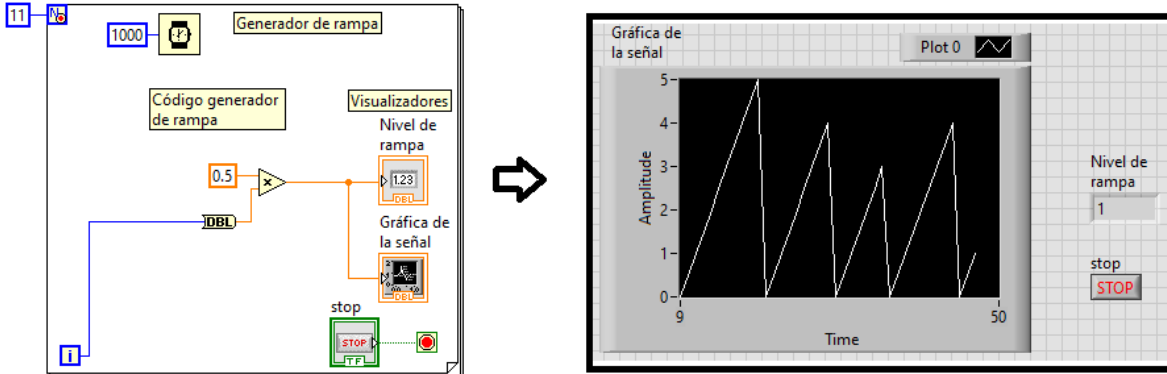 11
N
1000
Generador de rampa
Código generador
de rampa
Visualizadores
Nivel de
rampa
1.23
DBL
0.5
x
DBL
Gráfica de
la señal
DBL
stop
STOP
TF
i
Gráfica de
la señal
Plot 0
5
4
3
2
1
0
Amplitude
9
50
Time
Nivel de
rampa
1
stop
STOP